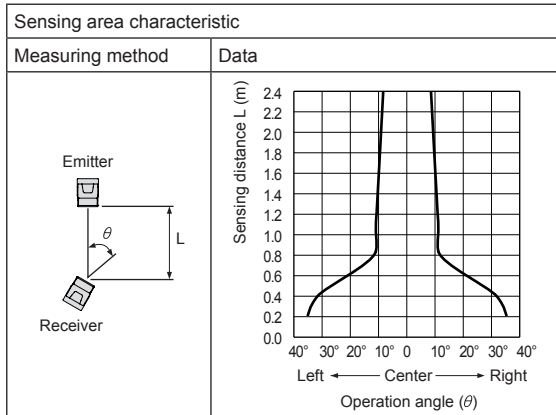 Sensing area characteristic
Measuring method
Data
Emitter
θ
L
Receiver
Sensing distance L (m)
2.4
2.2
2.0
1.8
1.6
1.4
1.2
1.0
0.8
0.6
0.4
0.2
0.0
40° 30° 20° 10° 0 10° 20° 30° 40°
Left Center Right
Operation angle (θ)